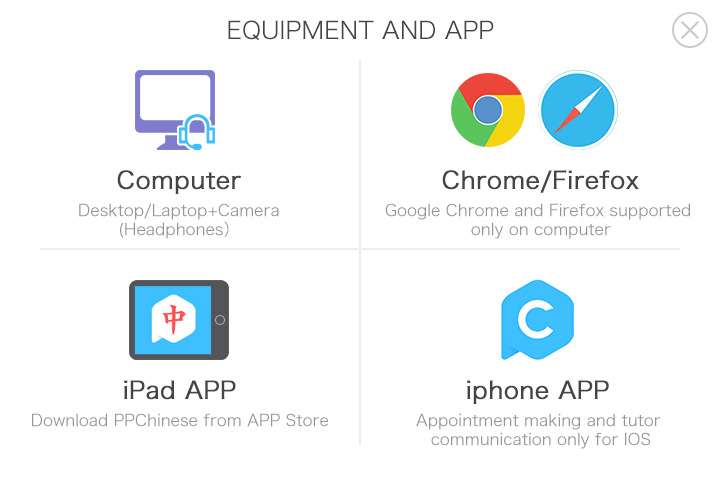 EQUIPMENT AND APP
Computer
Desktop/Laptop+Camera
(Headphones）
Chrome/Firefox
Google Chrome and Firefox supported
only on computer
中
iPad APP
Download PPChinese from APP Store
C
iphone APP
Appointment making and tutor
communication only for IOS